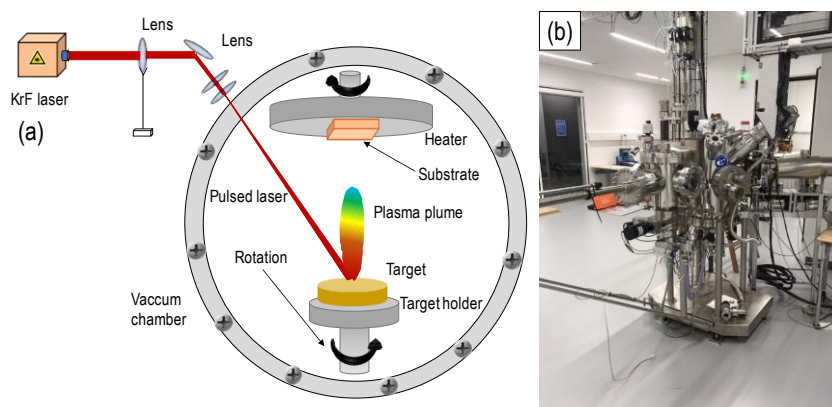 Lens
Lens
KrF laser
(a)
Heater
Substrate
Pulsed laser
Plasma plume
Rotation
Target
Target holder
Vaccum
chamber
(b)